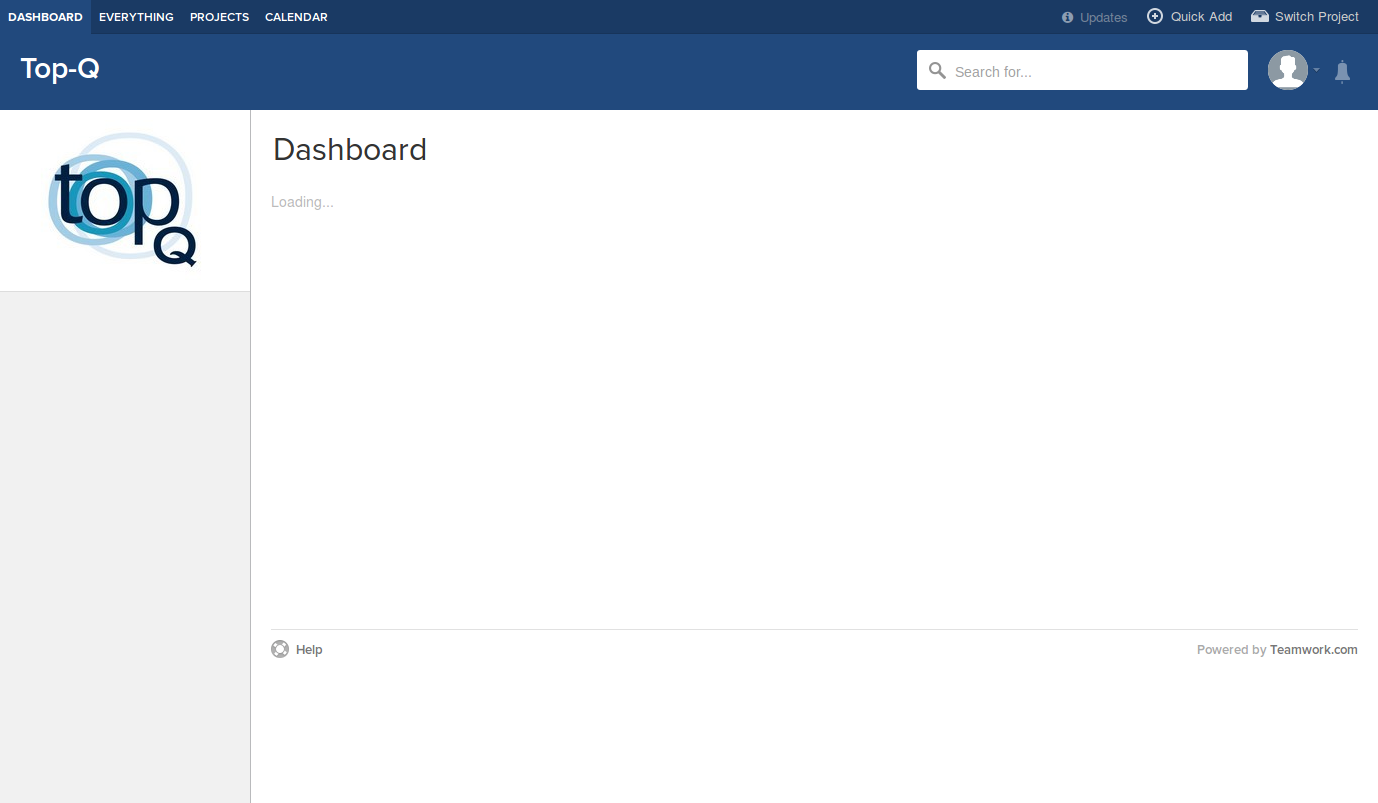 DASHBOARD EVERYTHING PROJECTS CALENDAR Updates Quick Add Switch Project
Top-Q Search for...
top
Q
Dashboard
Loading...
Help Powered by Teamwork.com